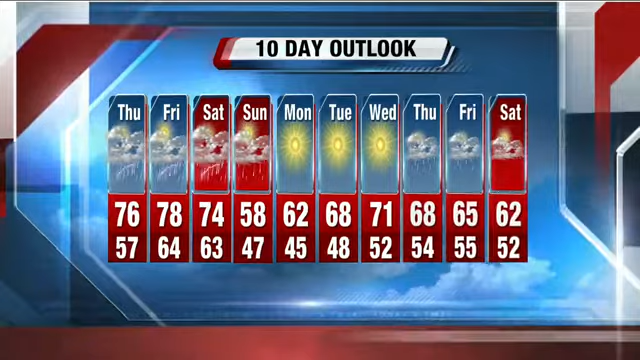 10 DAY OUTLOOK
Thu Fri Sat Sun Mon Tue Wed Thu Fri Sat
76 78 74 58 62 68 71 68 65 62
57 64 63 47 45 48 52 54 55 52